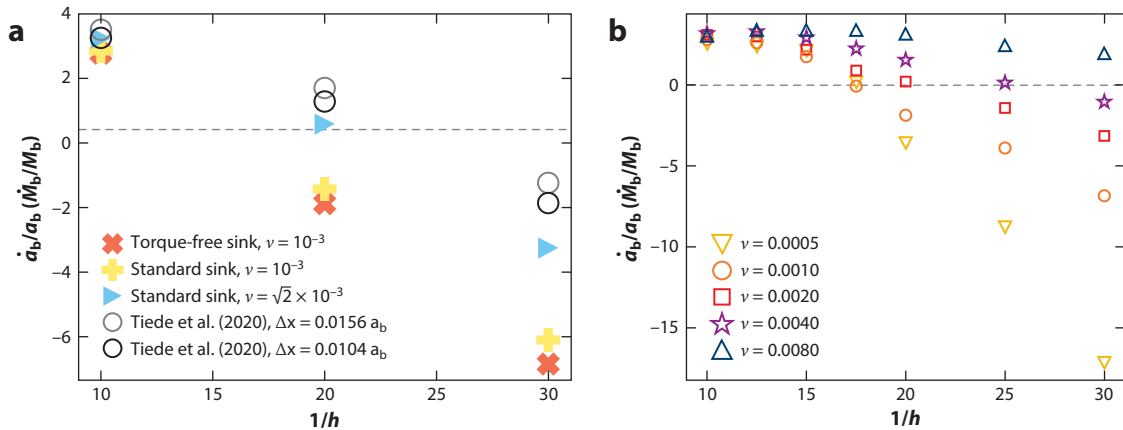 a
4
2
0
−2
−4
−6
ȧb/ab (Ṁb/Mb)
Torque-free sink, ν = 10⁻³
Standard sink, ν = 10⁻³
Standard sink, ν = √2 × 10⁻³
Tiede et al. (2020), Δx = 0.0156 ab
Tiede et al. (2020), Δx = 0.0104 ab
10
15
20
25
30
1/h
b
0
−5
−10
−15
ȧb/ab (Ṁb/Mb)
ν = 0.0005
ν = 0.0010
ν = 0.0020
ν = 0.0040
ν = 0.0080
10
15
20
25
30
1/h